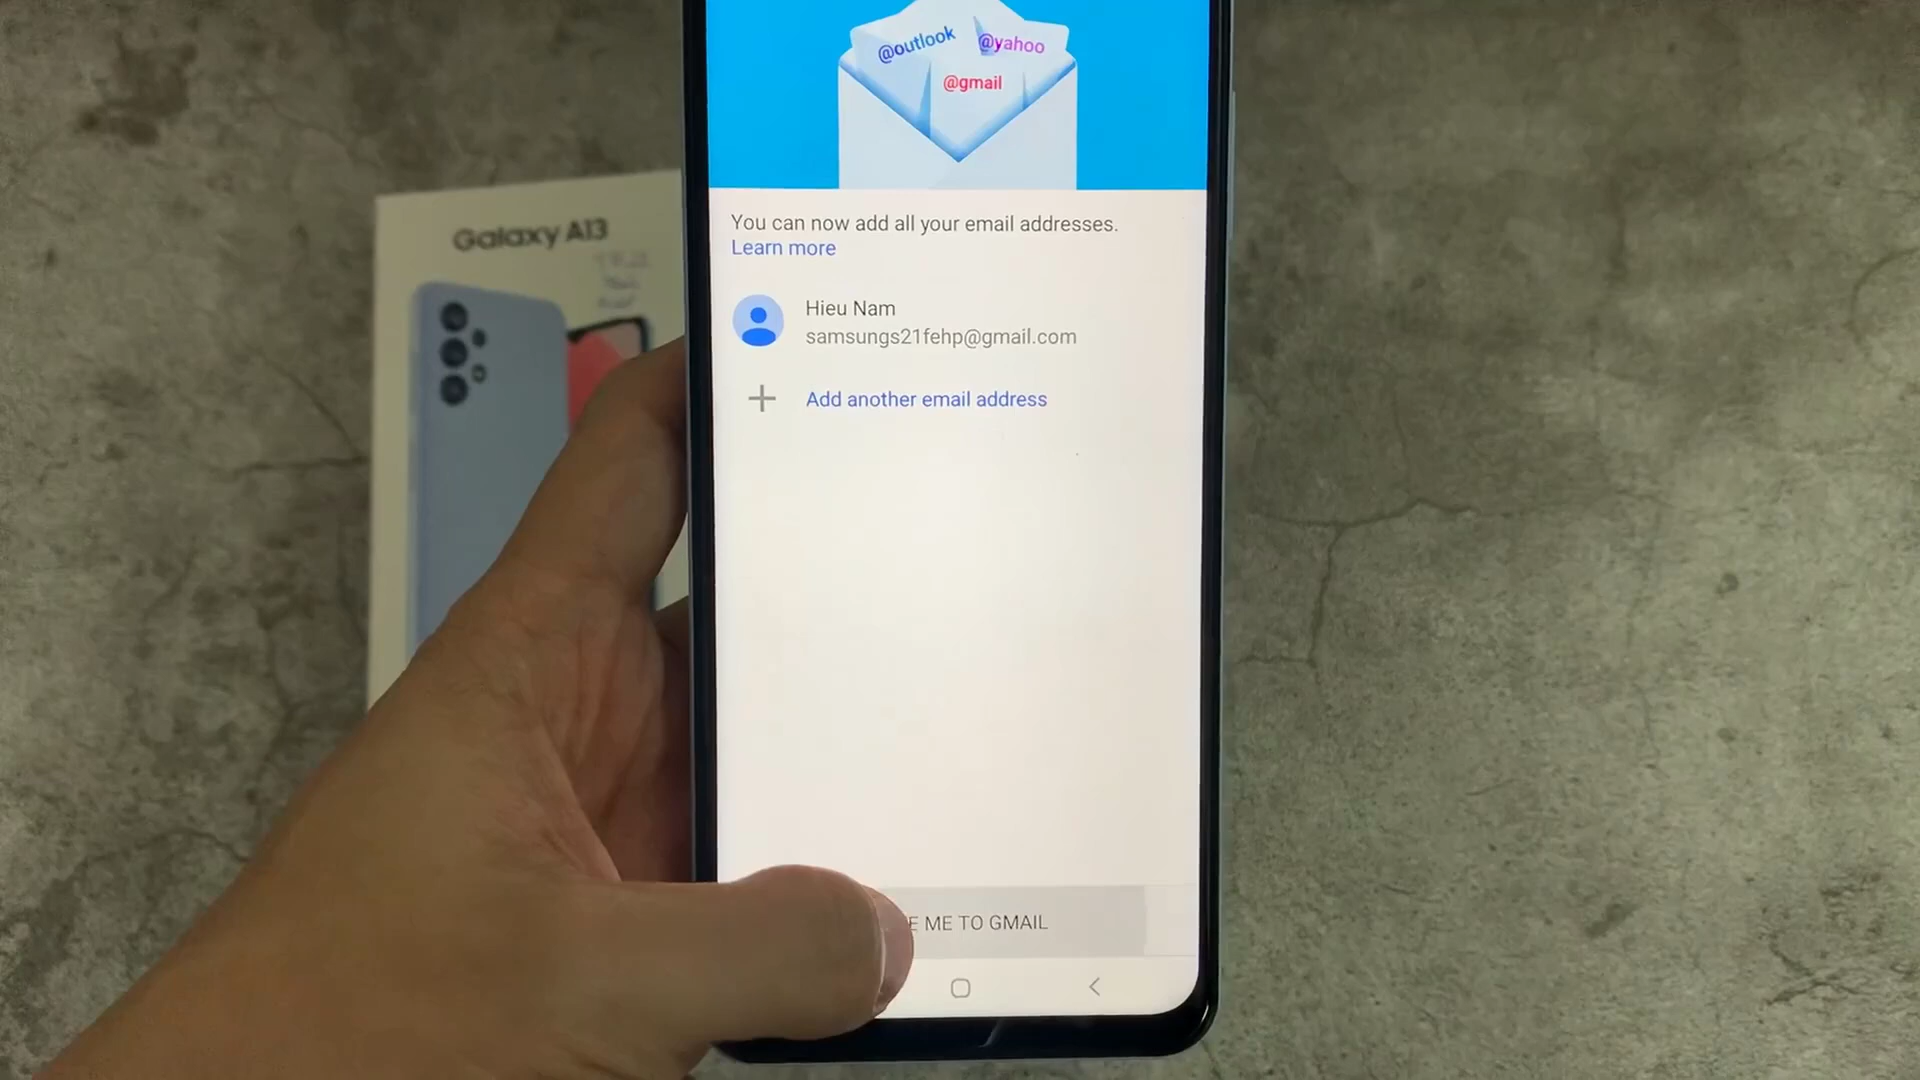 @outlook @yahoo
@gmail
Galaxy A13
You can now add all your email addresses.
Learn more
Hieu Nam
samsungs21fehp@gmail.com
Add another email address
E ME TO GMAIL